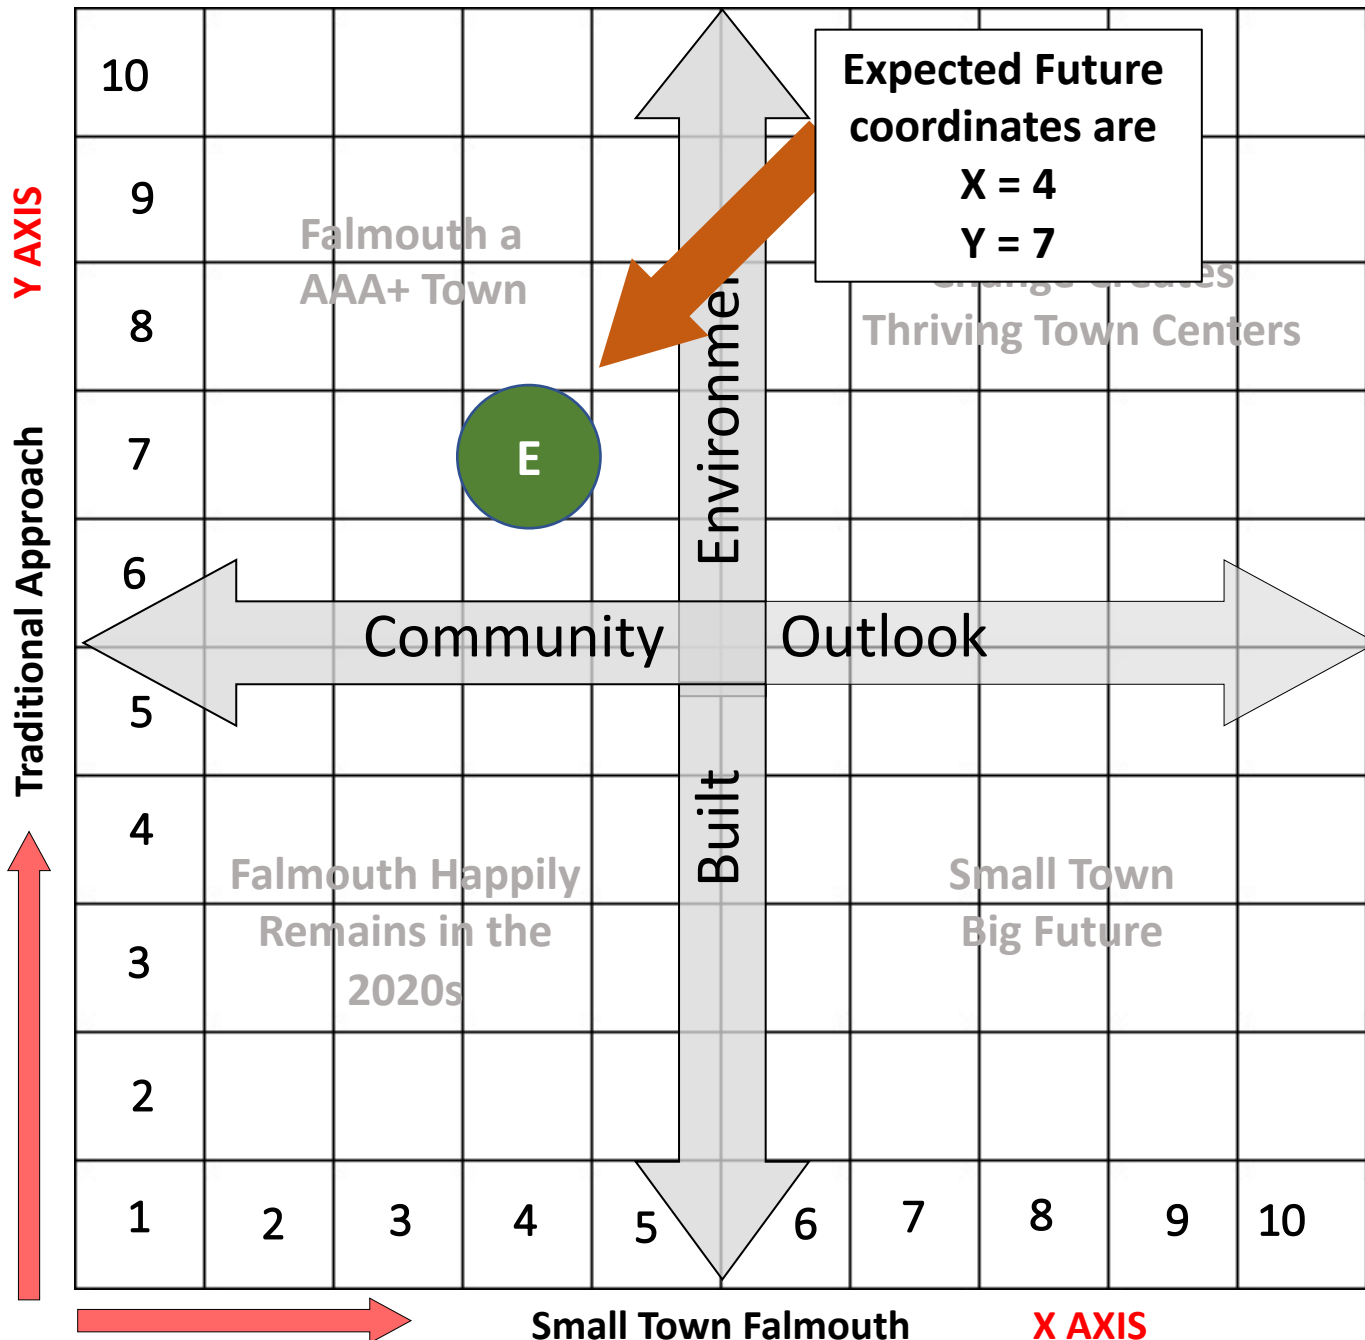 10
9
8
7
6
5
4
3
2
1
2
3
4
5
6
7
8
9
10
Y AXIS
Traditional Approach
Expected Future
coordinates are
X = 4
Y = 7
Falmouth a
AAA+ Town
Thriving Town Centers
E
Community Outlook
Built
Falmouth Happily
Remains in the
2020s
Small Town
Big Future
Small Town Falmouth
X AXIS